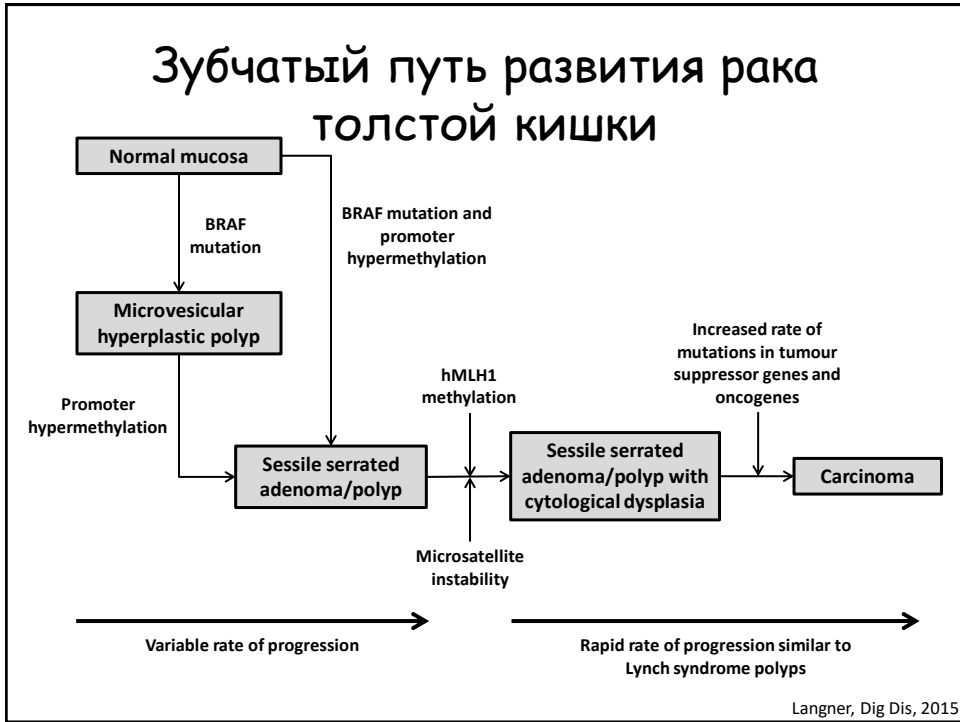 Зубчатый путь развития рака
толстой кишки
Normal mucosa
BRAF
mutation
BRAF mutation and
promoter
hypermethylation
Microvesicular
hyperplastic polyp
Promoter
hypermethylation
Sessile serrated
adenoma/polyp
hMLH1
methylation
Microsatellite
instability
Sessile serrated
adenoma/polyp with
cytological dysplasia
Increased rate of
mutations in tumour
suppressor genes and
oncogenes
Carcinoma
Variable rate of progression
Rapid rate of progression similar to
Lynch syndrome polyps
Langner, Dig Dis, 2015